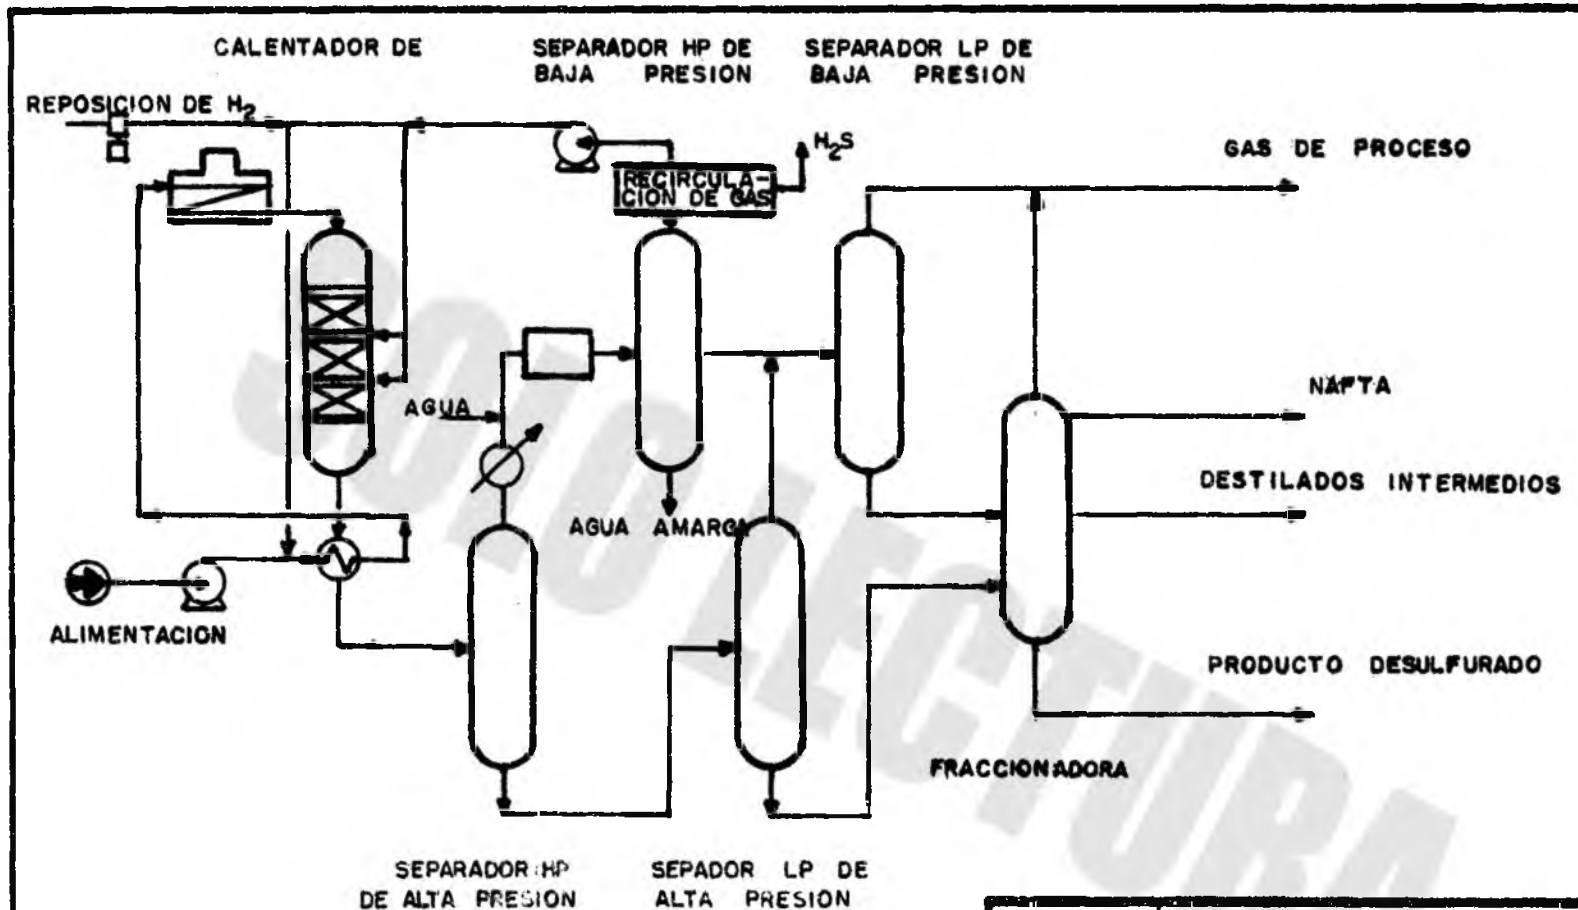 CALENTADOR DE
SEPARADOR HP DE
BAJA PRESION
SEPARADOR LP DE
BAJA PRESION
REPOSICION DE H2
H2S
RECIRCULA-
CION DE GAS
GAS DE PROCESO
NAFTA
AGUA
DESTILADOS INTERMEDIOS
AGUA AMARGA
ALIMENTACION
PRODUCTO DESULFURADO
FRACCIONADORA
SEPARADOR HP
DE ALTA PRESION
SEPADOR LP DE
ALTA PRESION
SOLO LECTURA